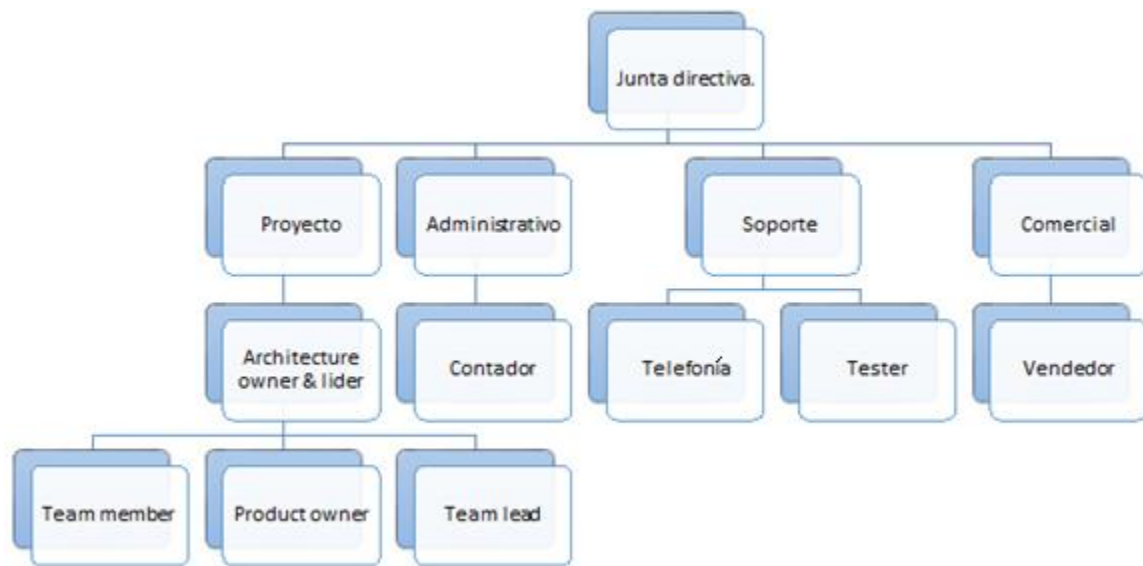 Junta directiva.
Proyecto
Administrativo
Soporte
Comercial
Architecture
owner & lider
Contador
Telefonía
Tester
Vendedor
Team member
Product owner
Team lead